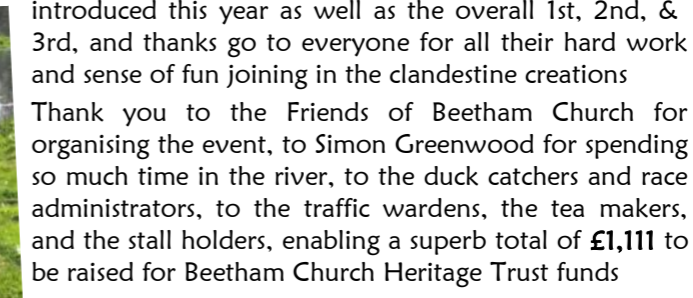 introduced this year as well as the overall 1st, 2nd, &
3rd, and thanks go to everyone for all their hard work
and sense of fun joining in the clandestine creations
Thank you to the Friends of Beetham Church for
organising the event, to Simon Greenwood for spending
so much time in the river, to the duck catchers and race
administrators, to the traffic wardens, the tea makers,
and the stall holders, enabling a superb total of £1,111 to
be raised for Beetham Church Heritage Trust funds